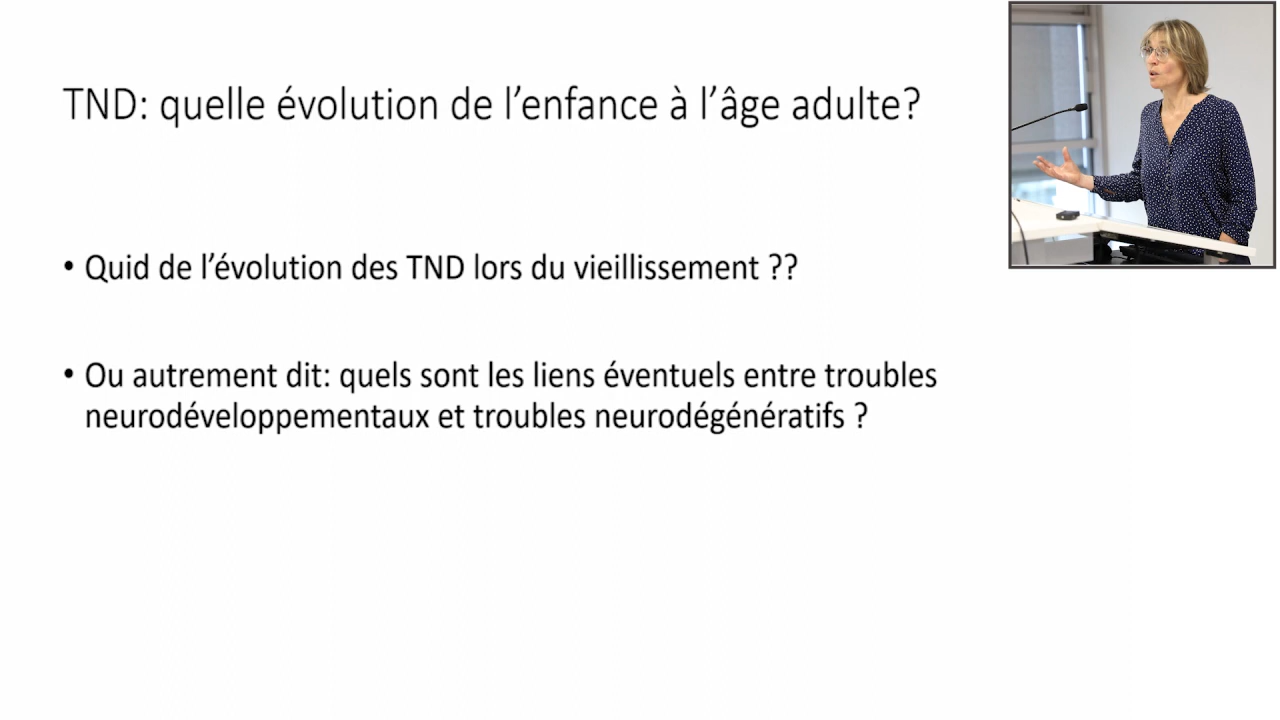 TND: quelle évolution de l’enfance à l’âge adulte?
• Quid de l’évolution des TND lors du vieillissement ??
• Ou autrement dit: quels sont les liens éventuels entre troubles
neurodéveloppementaux et troubles neurodégénératifs ?